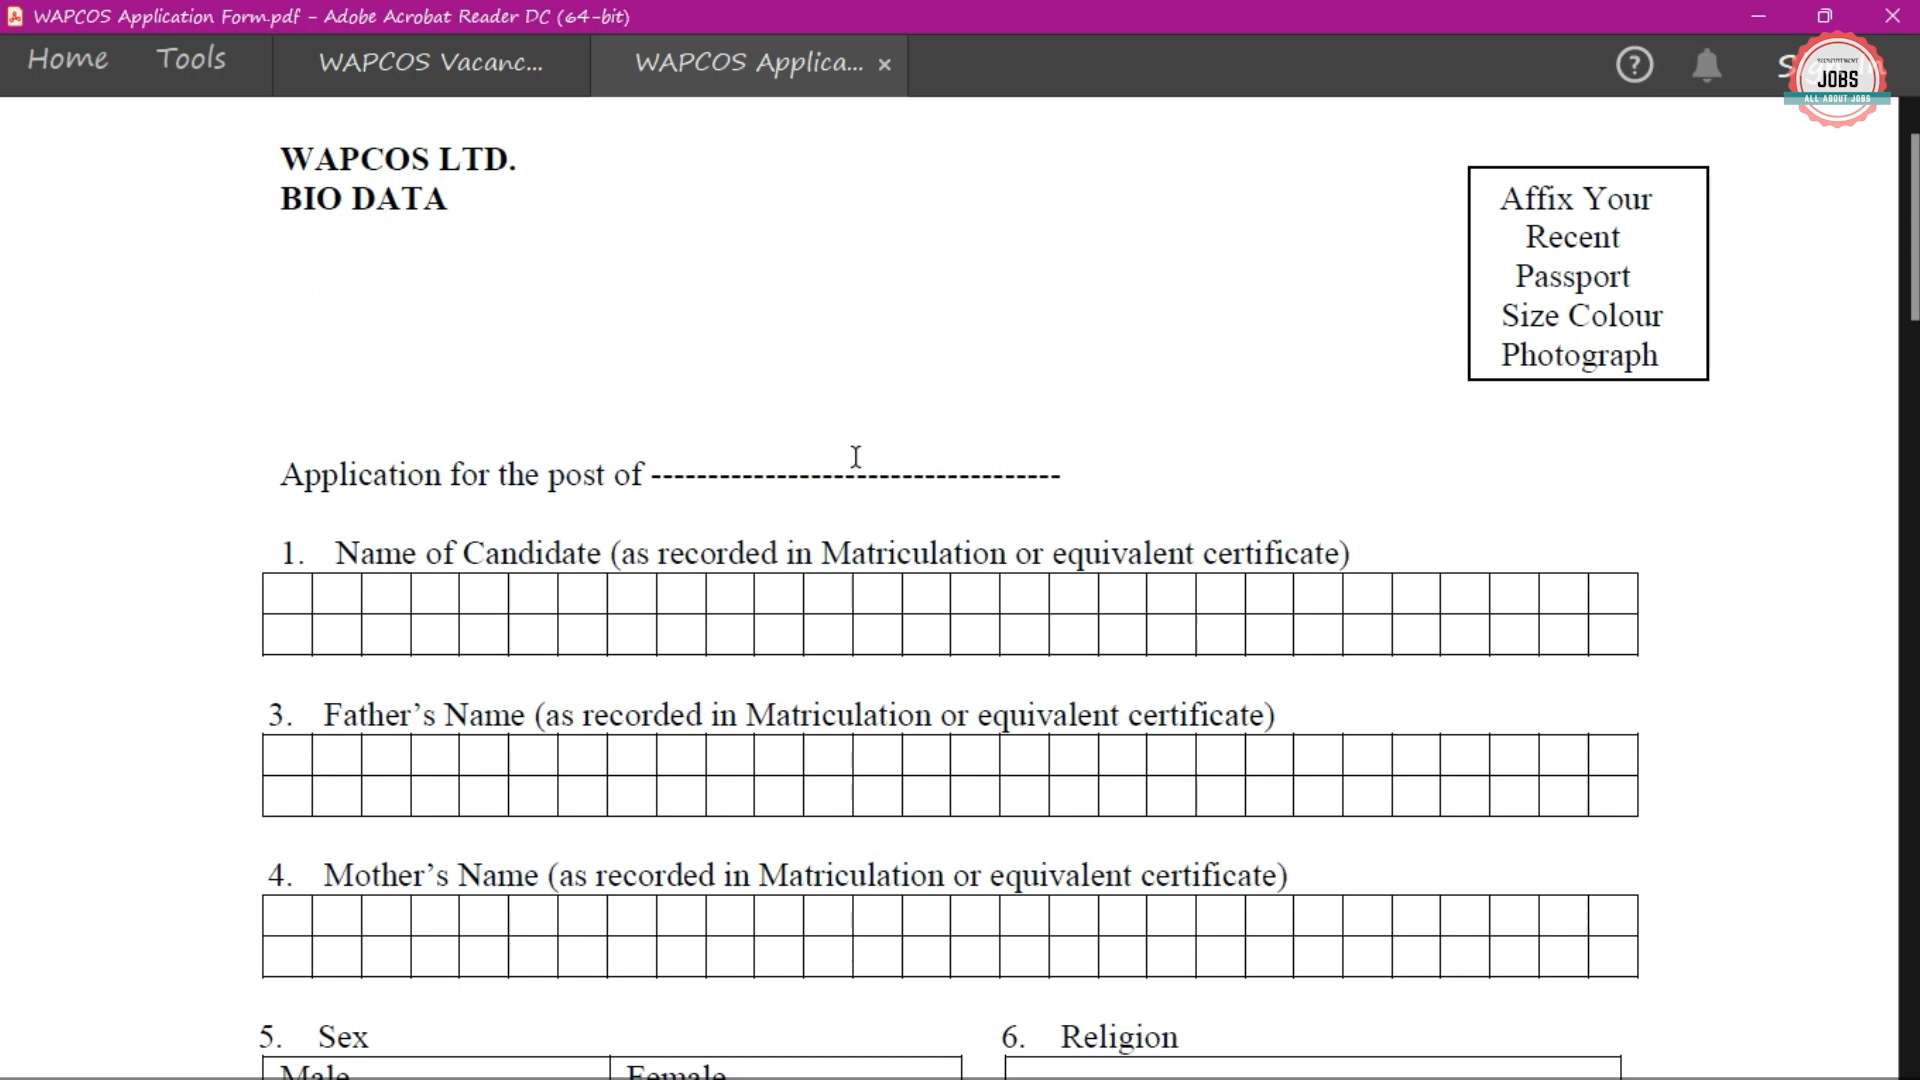 WAPCOS Application Form.pdf - Adobe Acrobat Reader DC (64-bit)
Home Tools WAPCOS Vacanc... WAPCOS Applica... ×
?
RECRUITMENT
JOBS
ALL ABOUT JOBS
WAPCOS LTD.
BIO DATA
Affix Your
Recent
Passport
Size Colour
Photograph
Application for the post of ------------------------------------
1. Name of Candidate (as recorded in Matriculation or equivalent certificate)
3. Father's Name (as recorded in Matriculation or equivalent certificate)
4. Mother's Name (as recorded in Matriculation or equivalent certificate)
5. Sex
6. Religion
Male Female